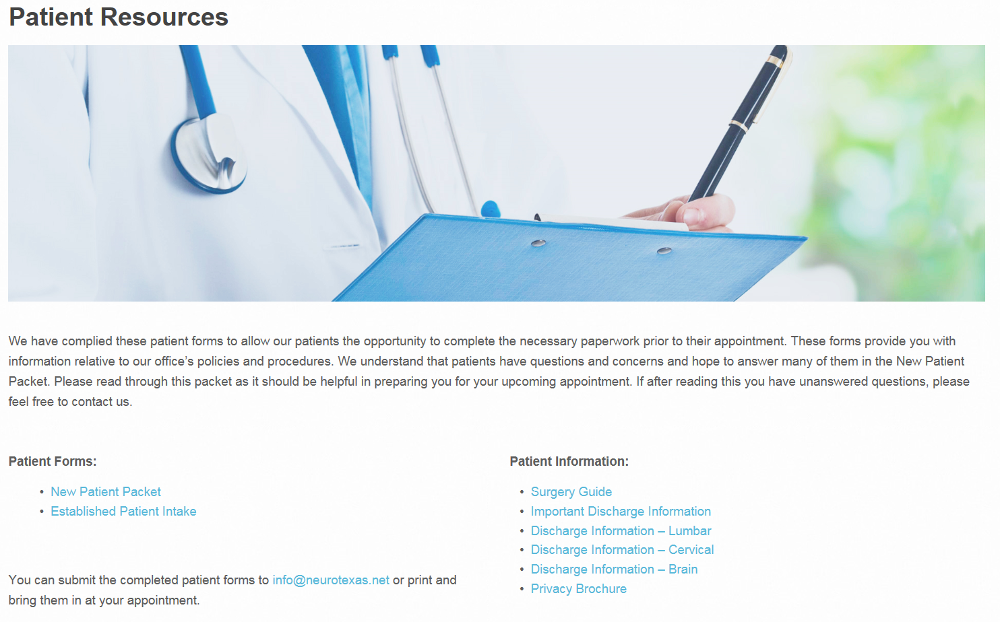 Patient Resources
We have complied these patient forms to allow our patients the opportunity to complete the necessary paperwork prior to their appointment. These forms provide you with
information relative to our office’s policies and procedures. We understand that patients have questions and concerns and hope to answer many of them in the New Patient
Packet. Please read through this packet as it should be helpful in preparing you for your upcoming appointment. If after reading this you have unanswered questions, please
feel free to contact us.
Patient Forms:
• New Patient Packet
• Established Patient Intake
You can submit the completed patient forms to info@neurotexas.net or print and
bring them in at your appointment.
Patient Information:
• Surgery Guide
• Important Discharge Information
• Discharge Information – Lumbar
• Discharge Information – Cervical
• Discharge Information – Brain
• Privacy Brochure